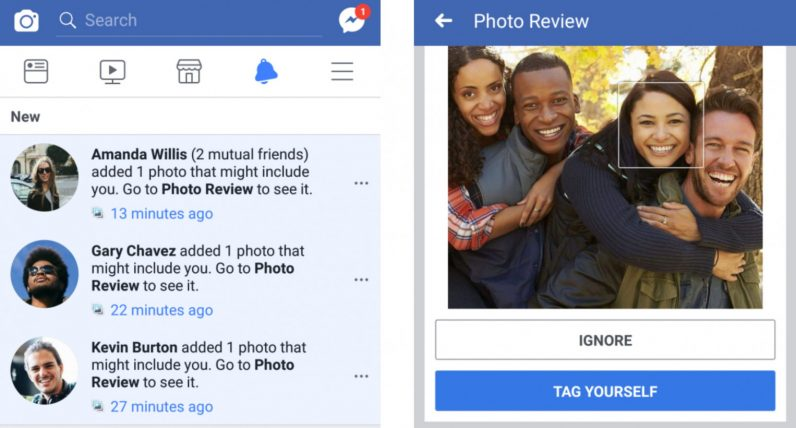 Search
1
New
Amanda Willis (2 mutual friends)
added 1 photo that might include
you. Go to Photo Review to see it.
13 minutes ago
Gary Chavez added 1 photo that
might include you. Go to Photo
Review to see it.
22 minutes ago
Kevin Burton added 1 photo that
might include you. Go to Photo
Review to see it.
27 minutes ago
Photo Review
IGNORE
TAG YOURSELF